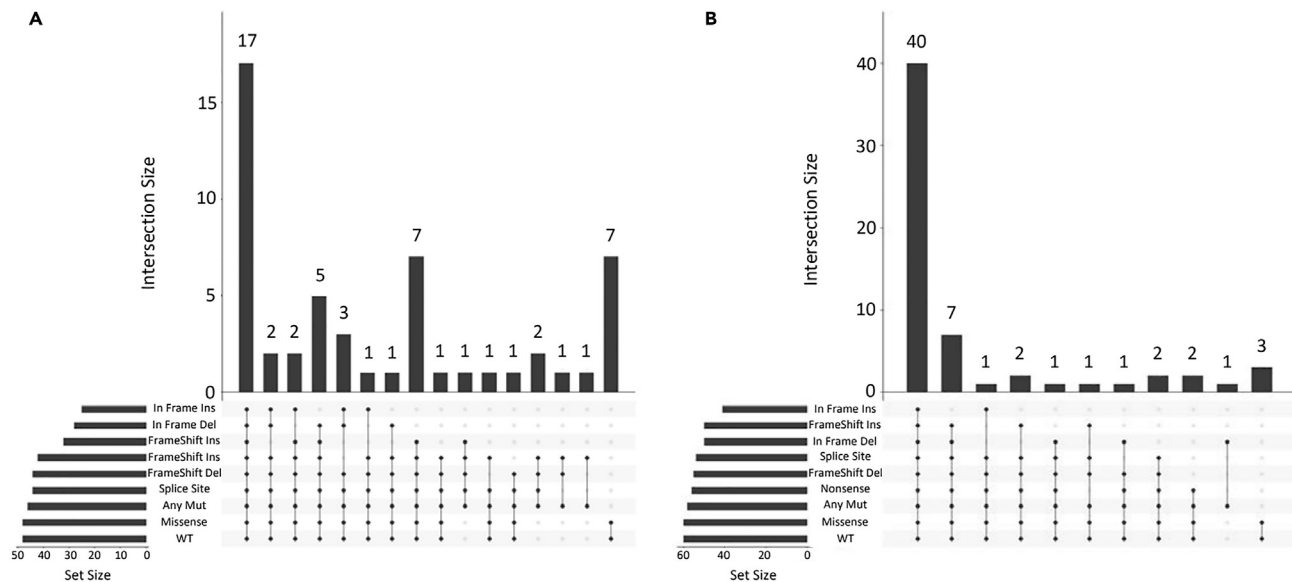 A
17
15
10
5
0
Intersection Size
2 2 5 3 1 1 7 1 1 1 1 2 1 1 7
In Frame Ins
In Frame Del
FrameShift Ins
FrameShift Ins
FrameShift Del
Splice Site
Any Mut
Missense
WT
50 40 30 20 10 0
Set Size
B
40
40
30
20
10
0
Intersection Size
7 1 2 1 1 1 2 2 1 3
In Frame Ins
FrameShift Ins
In Frame Del
Splice Site
FrameShift Del
Nonsense
Any Mut
Missense
WT
60 40 20 0
Set Size